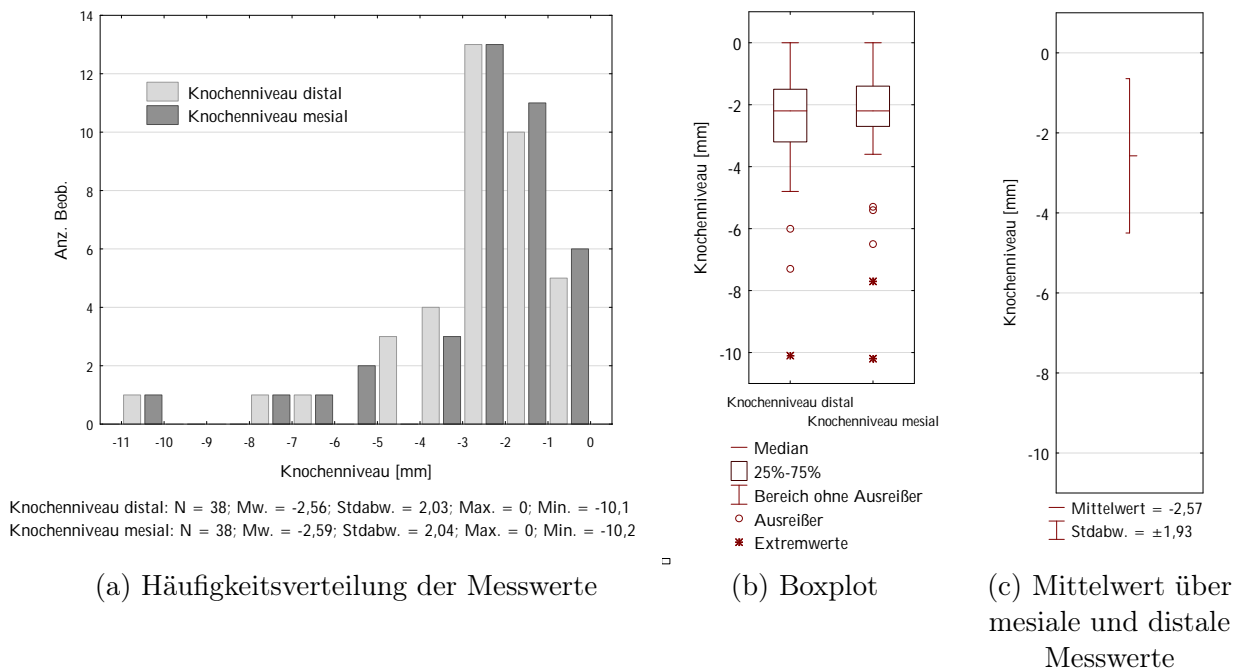 14
12
10
8
6
4
2
0
Anz. Beob.
Knochenniveau distal
Knochenniveau mesial
-11 -10 -9 -8 -7 -6 -5 -4 -3 -2 -1 0
Knochenniveau [mm]
Knochenniveau distal: N = 38; Mw. = -2,56; Stdabw. = 2,03; Max. = 0; Min. = -10,1
Knochenniveau mesial: N = 38; Mw. = -2,59; Stdabw. = 2,04; Max. = 0; Min. = -10,2
(a) Häufigkeitsverteilung der Messwerte
0
-2
-4
-6
-8
-10
Knochenniveau [mm]
Knochenniveau distal
Knochenniveau mesial
Median
25%-75%
Bereich ohne Ausreißer
Ausreißer
Extremwerte
(b) Boxplot
0
-2
-4
-6
-8
-10
Knochenniveau [mm]
Mittelwert = -2,57
Stdabw. = ±1,93
(c) Mittelwert über
mesiale und distale
Messwerte